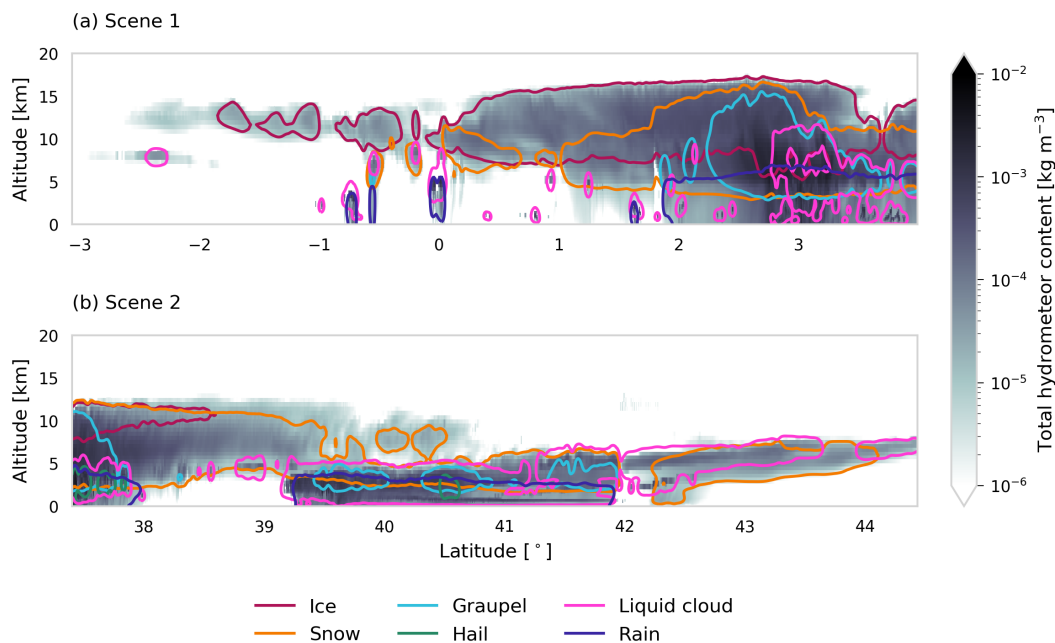 (a) Scene 1
20
15
10
5
0
Altitude [km]
−3 −2 −1 0 1 2 3
(b) Scene 2
20
15
10
5
0
Altitude [km]
38 39 40 41 42 43 44
Latitude [°]
10⁻²
10⁻³
10⁻⁴
10⁻⁵
10⁻⁶
Total hydrometeor content [kg m⁻³]
Ice Graupel Liquid cloud
Snow Hail Rain